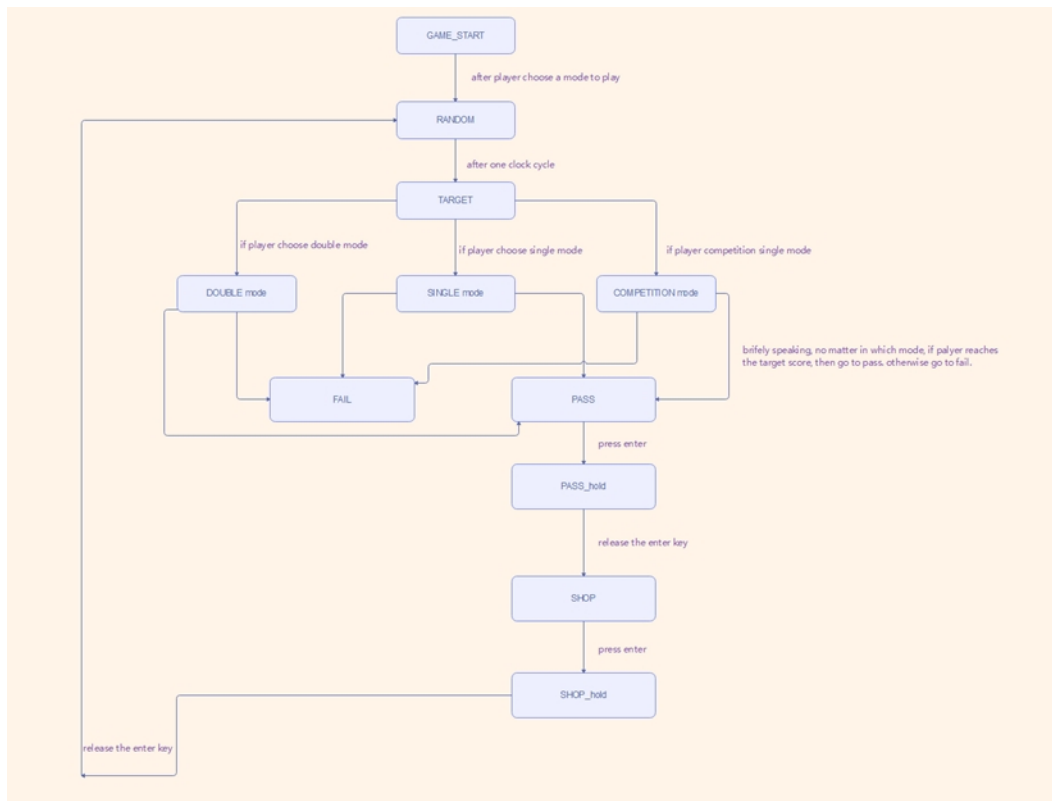 GAME_START
after player choose a mode to play
RANDOM
after one clock cycle
TARGET
if player choose double mode
if player choose single mode
if player competition single mode
DOUBLE mode
SINGLE mode
COMPETITION mode
brifely speaking, no matter in which mode, if palyer reaches
the target score, then go to pass. otherwise go to fail.
FAIL
PASS
press enter
PASS_hold
release the enter key
SHOP
press enter
SHOP_hold
release the enter key